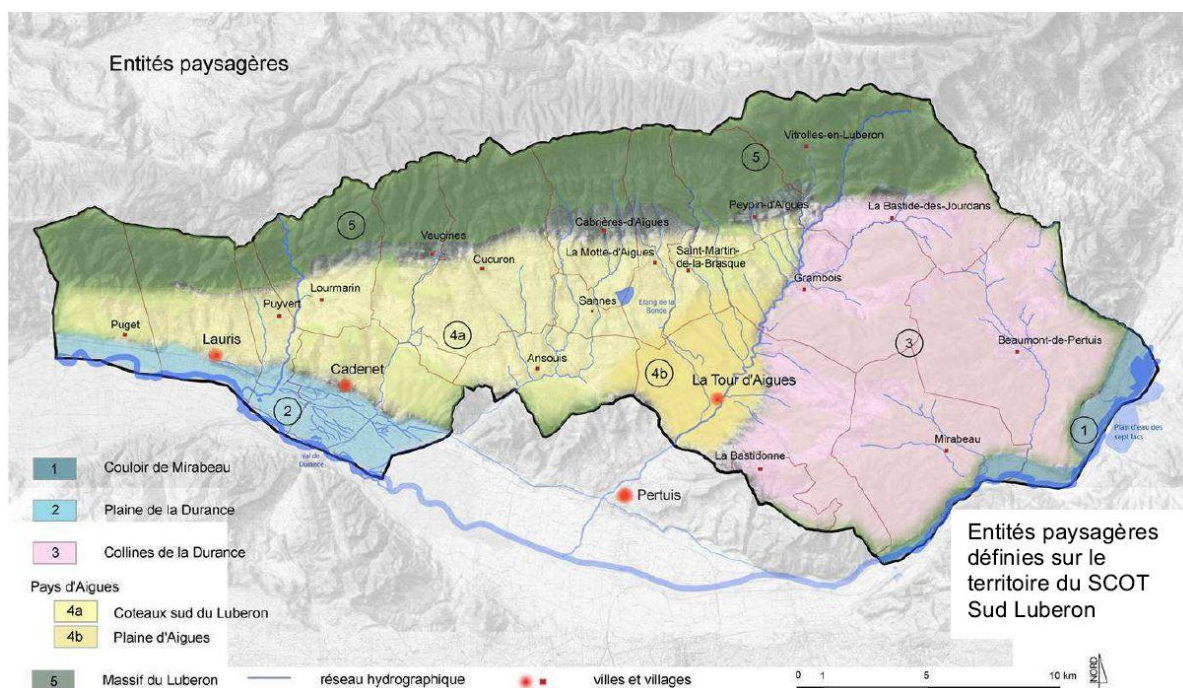 Entités paysagères
Vitrolles-en-Luberon
5
5
Peypin-d'Aigues
La Bastide-des-Jourdans
Cabrières-d'Aigues
Vaugines
La Motte-d'Aigues
Saint-Martin-
de-la-Brasque
Cucuron
Grambois
Lourmarin
Puyvert
Sannes
Etang de la
Bonde
Puget
Lauris
4a
3
Beaumont-de-Pertuis
Ansouis
4b
Cadenet
La Tour d'Aigues
2
1
Plan d'eau des
sept lacs
Mirabeau
Val de
Durance
La Bastidonne
Pertuis
1 Couloir de Mirabeau
2 Plaine de la Durance
3 Collines de la Durance
Pays d'Aigues
4a Coteaux sud du Luberon
4b Plaine d'Aigues
5 Massif du Luberon
réseau hydrographique
villes et villages
Entités paysagères
définies sur le
territoire du SCOT
Sud Luberon
0 1 5 10 km
NORD